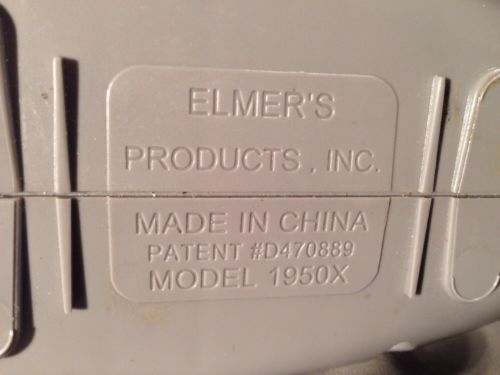 ELMER'S
PRODUCTS , INC.
MADE IN CHINA
PATENT #D470889
MODEL 1950X